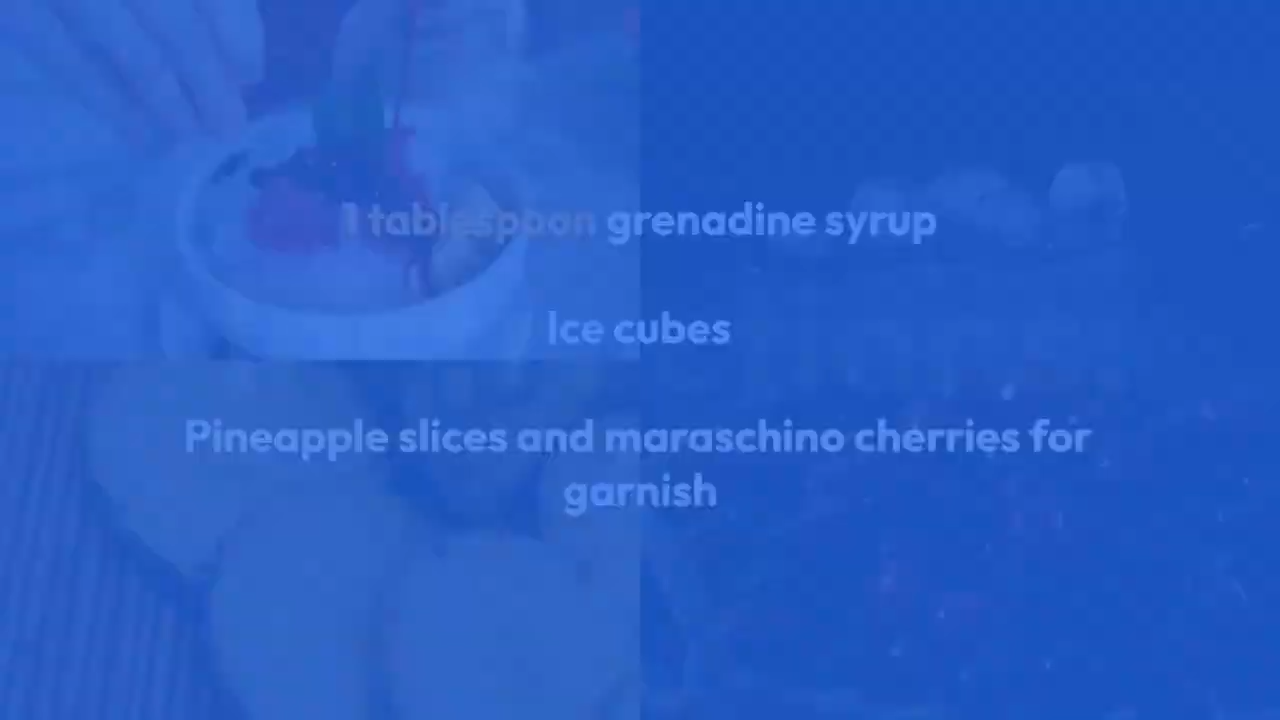 1 tablespoon grenadine syrup
Ice cubes
Pineapple slices and maraschino cherries for
garnish